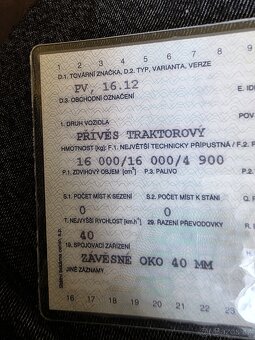 1 2 3 4 5 6 7 8 9
D.1. TOVÁRNÍ ZNAČKA, D.2. TYP, VARIANTA, VERZE
PV, 16.12
D.3. OBCHODNÍ OZNAČENÍ
E. ID
1. DRUH VOZIDLA
POV
PŘÍVĚS TRAKTOROVÝ
HMOTNOST [kg]: F.1. NEJVĚTŠÍ TECHNICKY PŘÍPUSTNÁ / F.2. P
16 000/16 000/4 900
P.1. ZDVIHOVÝ OBJEM [cm³] P.3. PALIVO
P.1.
S.1. POČET MÍST K SEZENÍ S.2. POČET MÍST K STÁNÍ
0 0
T. NEJVYŠŠÍ RYCHLOST [km/h] 29. ŘAZENÍ PŘEVODOVKY
40
19. SPOJOVACÍ ZAŘÍZENÍ
ZÁVĚSNÉ OKO 40 MM
JINÉ ZÁZNAMY
16 17 18 19 20 21 22 23